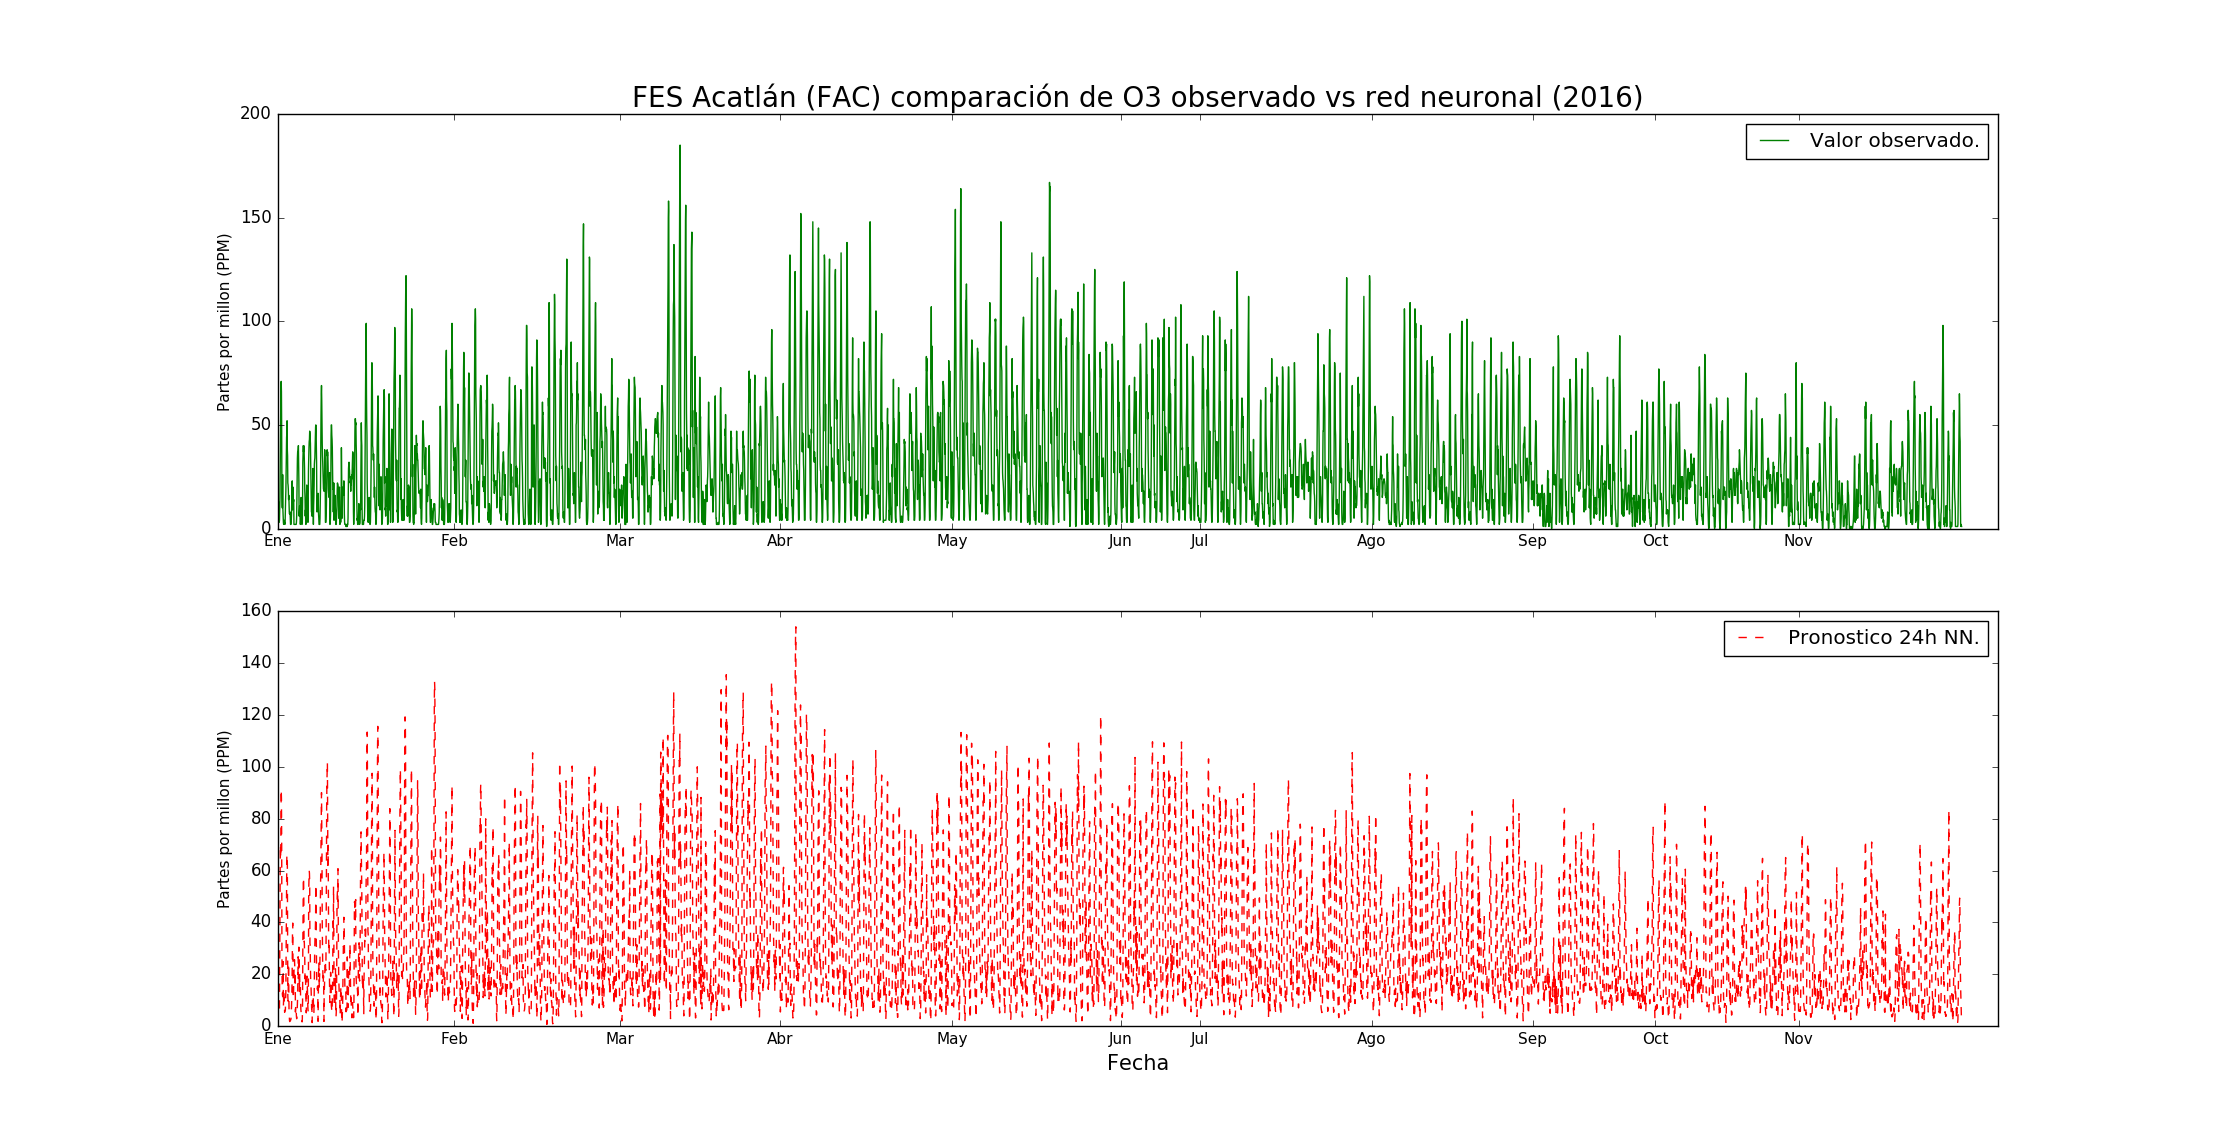 FES Acatlán (FAC) comparación de O3 observado vs red neuronal (2016)
200
150
100
50
0
Partes por millon (PPM)
Valor observado.
Ene Feb Mar Abr May Jun Jul Ago Sep Oct Nov
160
140
120
100
80
60
40
20
0
Partes por millon (PPM)
Pronostico 24h NN.
Ene Feb Mar Abr May Jun Jul Ago Sep Oct Nov
Fecha